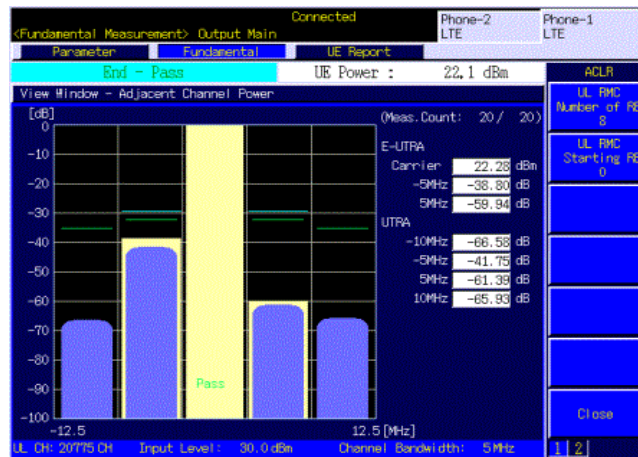 Connected
Phone-2
LTE
Phone-1
LTE
<Fundamental Measurement> Output Main
Parameter
Fundamental
UE Report
End - Pass
UE Power : 22.1 dBm
ACLR
View Window - Adjacent Channel Power
UL RMC
Number of RB
8
UL RMC
Starting RB
0
Close
1 2
[dB]
0
-10
-20
-30
-40
-50
-60
-70
-80
-90
-100
Pass
-12.5
12.5[MHz]
(Meas.Count: 20/ 20)
E-UTRA
Carrier 22.28 dBm
-5MHz -38.80 dB
5MHz -59.94 dB
UTRA
-10MHz -66.58 dB
-5MHz -41.75 dB
5MHz -61.39 dB
10MHz -65.93 dB
UL CH: 20775 CH Input Level: 30.0 dBm Channel Bandwidth: 5 MHz